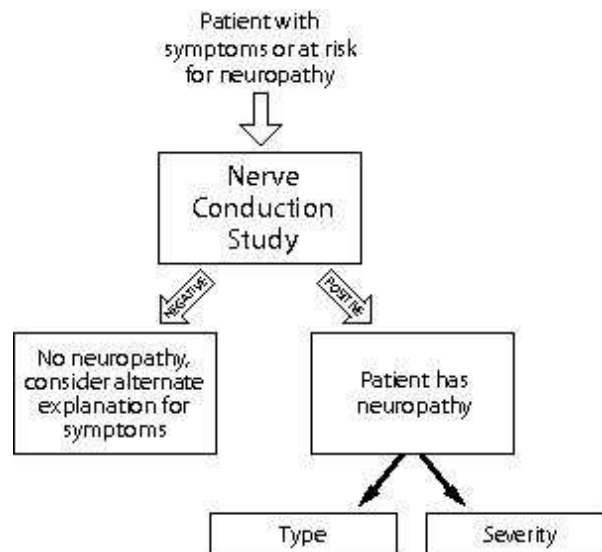 Patient with
symptoms or at risk
for neuropathy
Nerve
Conduction
Study
NEGATIVE
POSITIVE
No neuropathy,
consider alternate
explanation for
symptoms
Patient has
neuropathy
Type
Severity